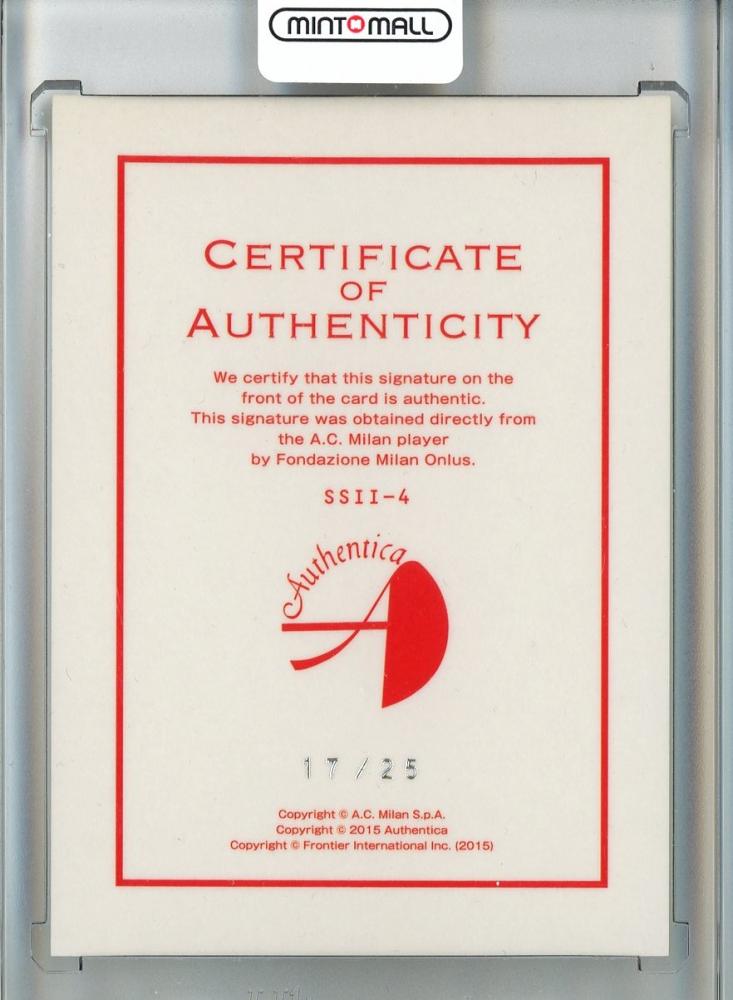 MINT MALL
CERTIFICATE
OF
AUTHENTICITY
We certify that this signature on the
front of the card is authentic.
This signature was obtained directly from
the A.C. Milan player
by Fondazione Milan Onlus.
SSII-4
Authentica
17/25
Copyright © A.C. Milan S.p.A.
Copyright © 2015 Authentica
Copyright © Frontier International Inc. (2015)